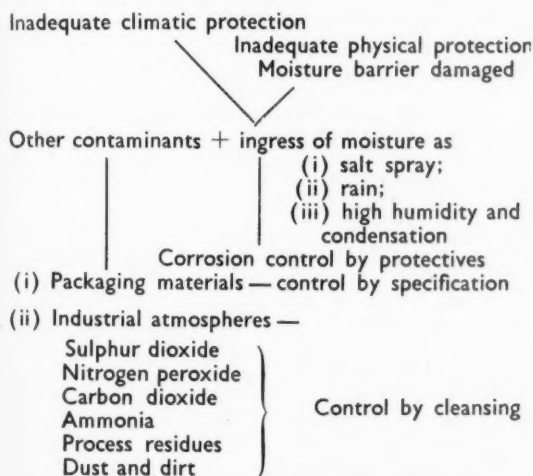 Inadequate climatic protection
Inadequate physical protection
Moisture barrier damaged
Other contaminants + ingress of moisture as
(i) salt spray;
(ii) rain;
(iii) high humidity and
condensation
Corrosion control by protectives
(i) Packaging materials — control by specification
(ii) Industrial atmospheres —
Sulphur dioxide
Nitrogen peroxide
Carbon dioxide
Ammonia
Process residues
Dust and dirt
Control by cleansing